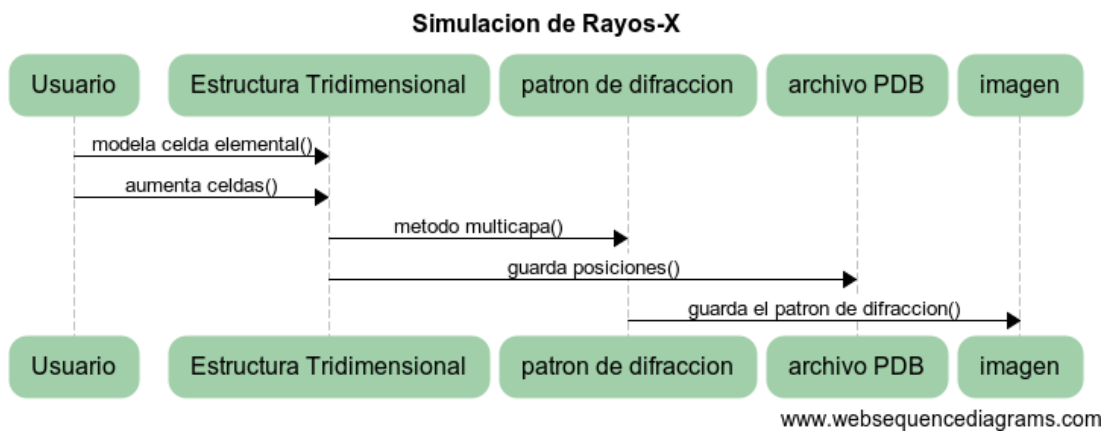 Simulacion de Rayos-X
Usuario Estructura Tridimensional patron de difraccion archivo PDB imagen
modela celda elemental()
aumenta celdas()
metodo multicapa()
guarda posiciones()
guarda el patron de difraccion()
Usuario Estructura Tridimensional patron de difraccion archivo PDB imagen
www.websequencediagrams.com